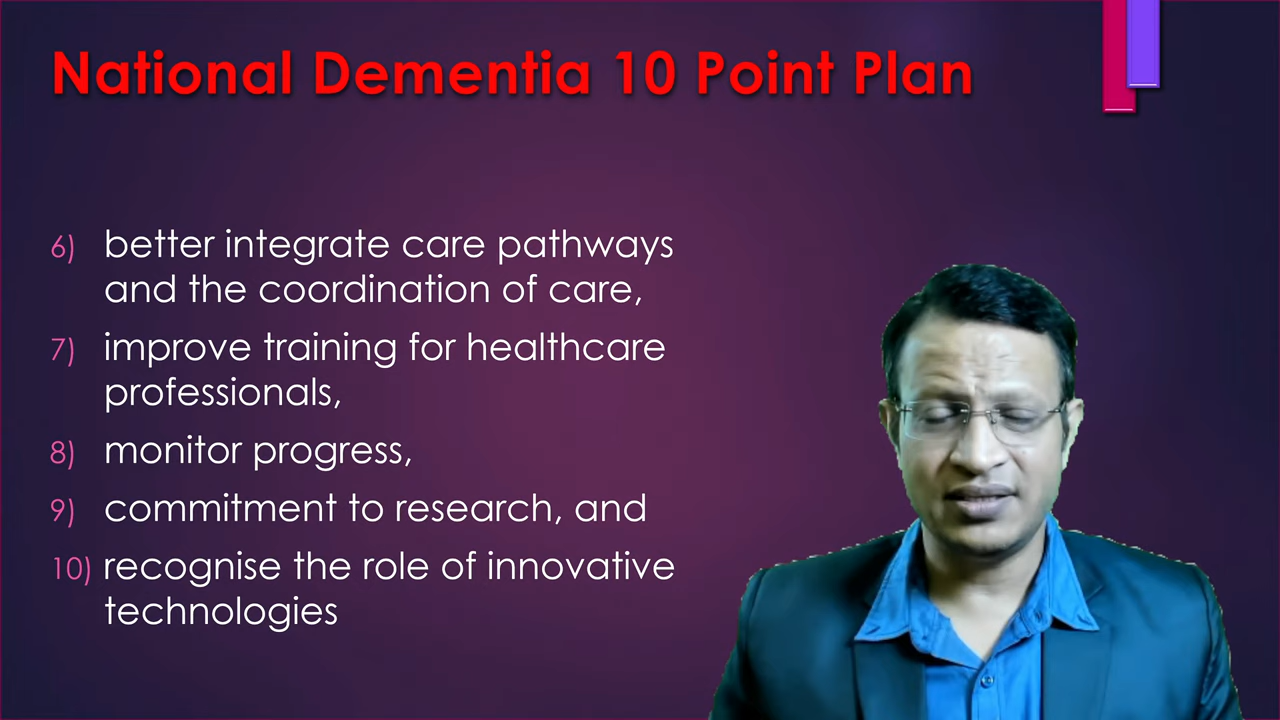 National Dementia 10 Point Plan
6) better integrate care pathways
and the coordination of care,
7) improve training for healthcare
professionals,
8) monitor progress,
9) commitment to research, and
10) recognise the role of innovative
technologies